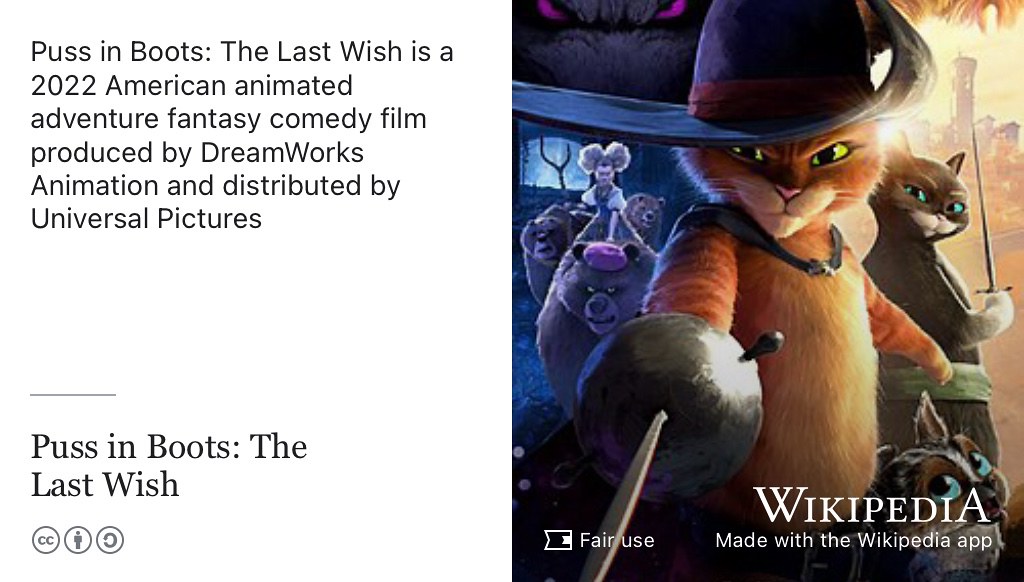 Puss in Boots: The Last Wish is a
2022 American animated
adventure fantasy comedy film
produced by DreamWorks
Animation and distributed by
Universal Pictures
Puss in Boots: The
Last Wish
cc
WIKIPEDIA
Fair use
Made with the Wikipedia app